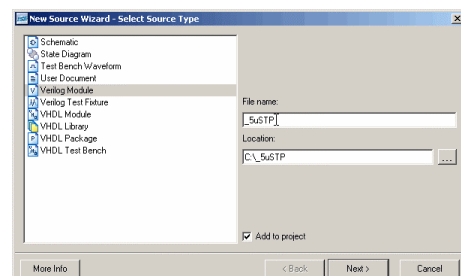 New Source Wizard - Select Source Type
Schematic
State Diagram
Test Bench Waveform
User Document
Verilog Module
Verilog Test Fixture
VHDL Module
VHDL Library
VHDL Package
VHDL Test Bench
File name:
_5uSTP
Location:
C:\_5uSTP
...
Add to project
More Info
< Back
Next >
Cancel